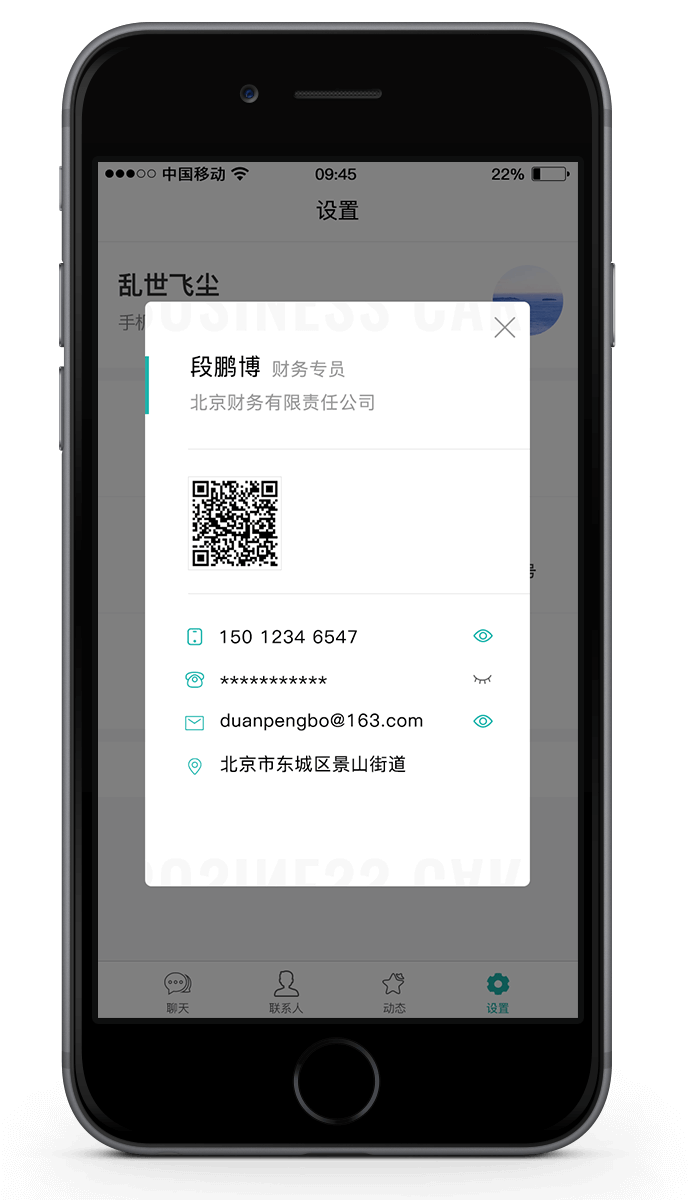 中国移动 09:45 22%
设置
乱世飞尘
手机
BUSINESS CAR
段鹏博 财务专员
北京财务有限责任公司
号
150 1234 6547
***********
duanpengbo@163.com
北京市东城区景山街道
BUSINESS CAR
聊天 联系人 动态 设置